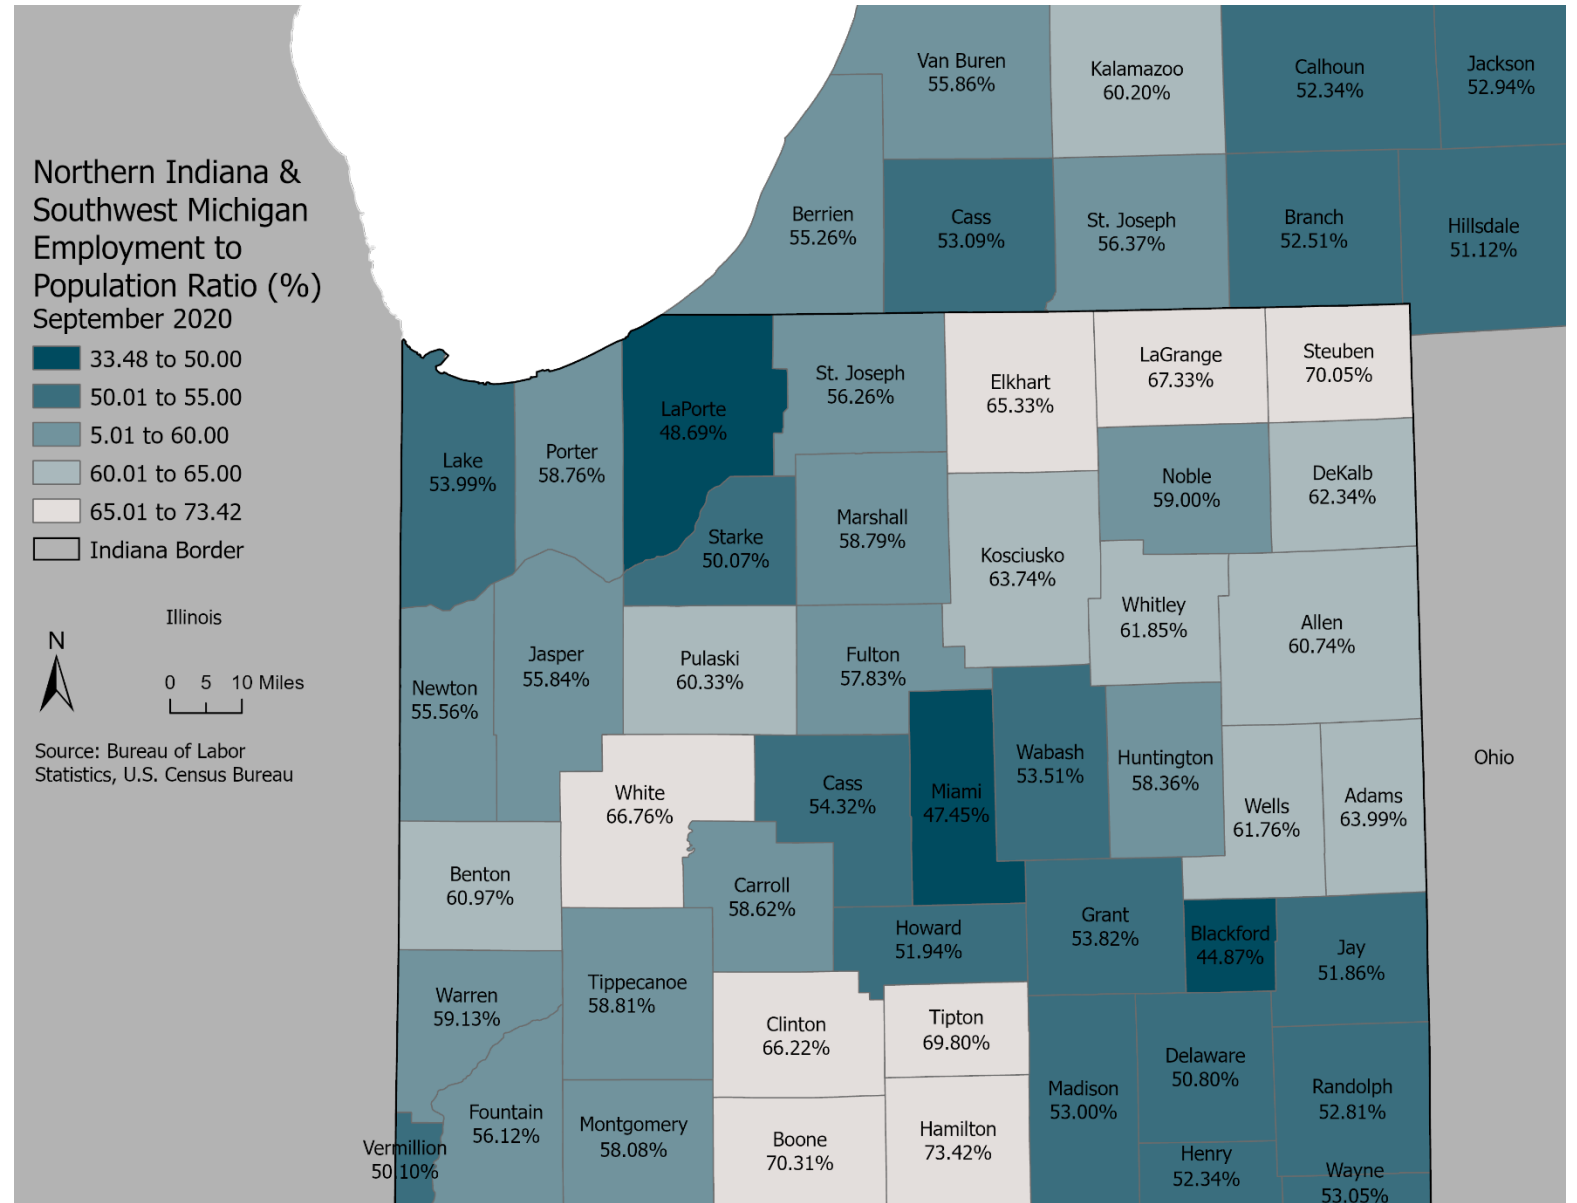 Northern Indiana &
Southwest Michigan
Employment to
Population Ratio (%)
September 2020
33.48 to 50.00
50.01 to 55.00
5.01 to 60.00
60.01 to 65.00
65.01 to 73.42
Indiana Border
Illinois
N
0 5 10 Miles
Source: Bureau of Labor
Statistics, U.S. Census Bureau
Van Buren
55.86%
Kalamazoo
60.20%
Calhoun
52.34%
Jackson
52.94%
Berrien
55.26%
Cass
53.09%
St. Joseph
56.37%
Branch
52.51%
Hillsdale
51.12%
Lake
53.99%
Porter
58.76%
LaPorte
48.69%
St. Joseph
56.26%
Elkhart
65.33%
LaGrange
67.33%
Steuben
70.05%
Noble
59.00%
DeKalb
62.34%
Starke
50.07%
Marshall
58.79%
Kosciusko
63.74%
Whitley
61.85%
Allen
60.74%
Newton
55.56%
Jasper
55.84%
Pulaski
60.33%
Fulton
57.83%
Miami
47.45%
Wabash
53.51%
Huntington
58.36%
Wells
61.76%
Adams
63.99%
Ohio
White
66.76%
Cass
54.32%
Benton
60.97%
Carroll
58.62%
Howard
51.94%
Grant
53.82%
Blackford
44.87%
Jay
51.86%
Warren
59.13%
Tippecanoe
58.81%
Clinton
66.22%
Tipton
69.80%
Madison
53.00%
Delaware
50.80%
Randolph
52.81%
Vermillion
50.10%
Fountain
56.12%
Montgomery
58.08%
Boone
70.31%
Hamilton
73.42%
Henry
52.34%
Wayne
53.05%